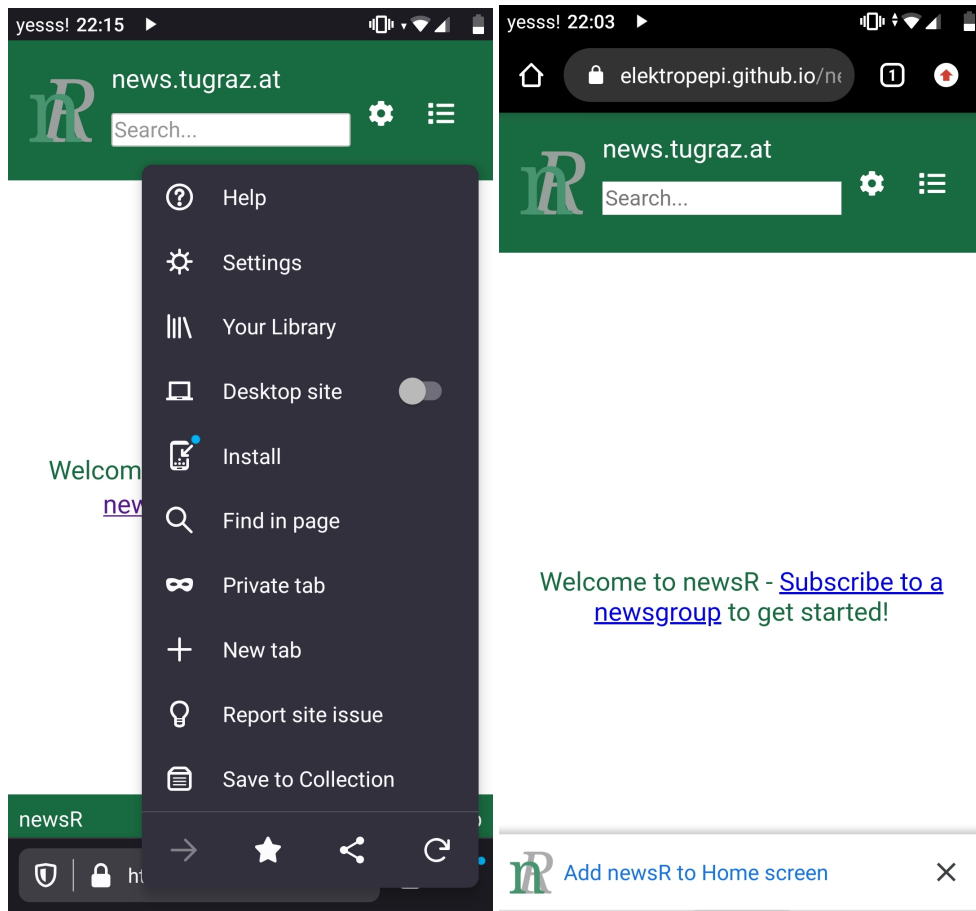 yesss! 22:15
news.tugraz.at
Search...
Help
Settings
Your Library
Desktop site
Install
Find in page
Private tab
New tab
Report site issue
Save to Collection
Welcom
new
newsR
yesss! 22:03
1
elektropepi.github.io/ne
nR
news.tugraz.at
Search...
Welcome to newsR - Subscribe to a
newsgroup to get started!
nR
Add newsR to Home screen